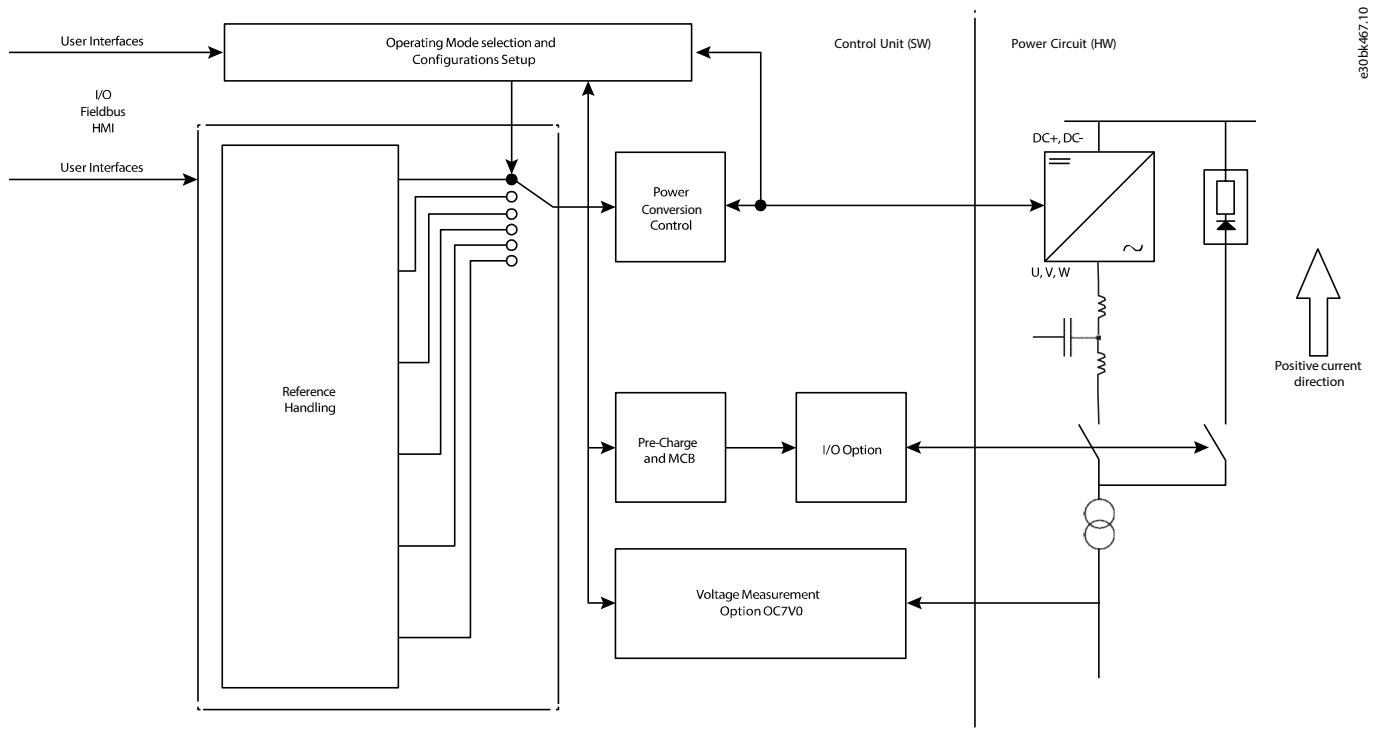 User Interfaces
Operating Mode selection and
Configurations Setup
Control Unit (SW)
Power Circuit (HW)
e30bk467.10
I/O
Fieldbus
HMI
User Interfaces
DC+, DC-
Power
Conversion
Control
U, V, W
Positive current
direction
Reference
Handling
Pre-Charge
and MCB
I/O Option
Voltage Measurement
Option OC7V0